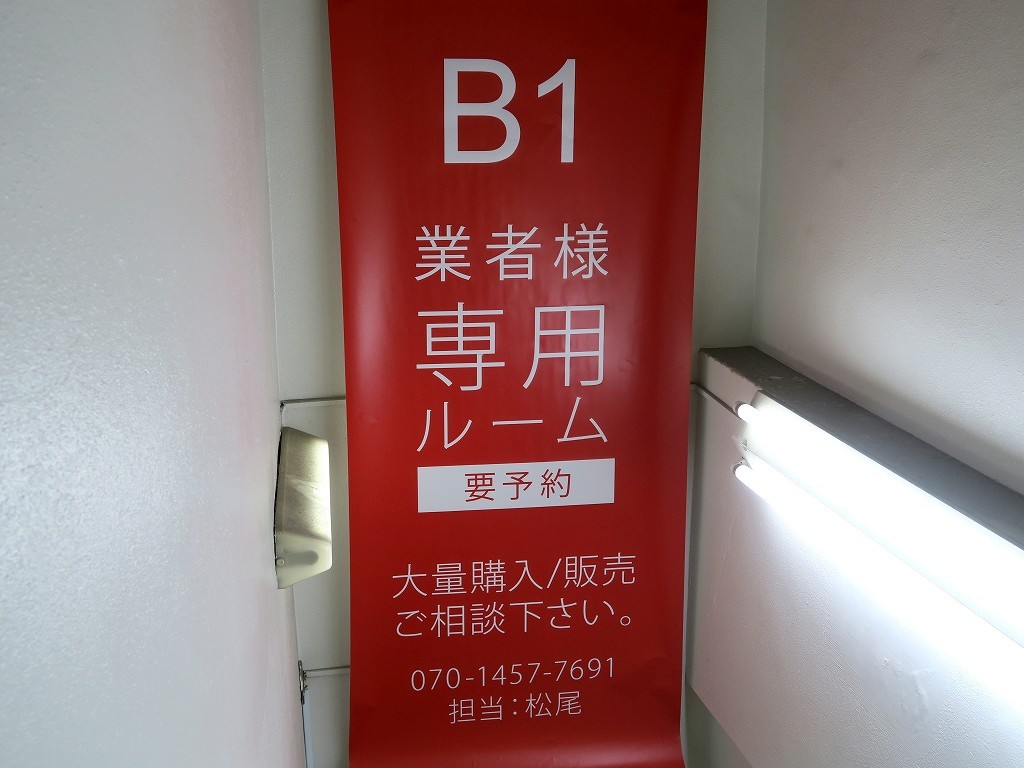 B1
業者様
専用
ルーム
要予約
大量購入/販売
ご相談下さい。
070-1457-7691
担当：松尾